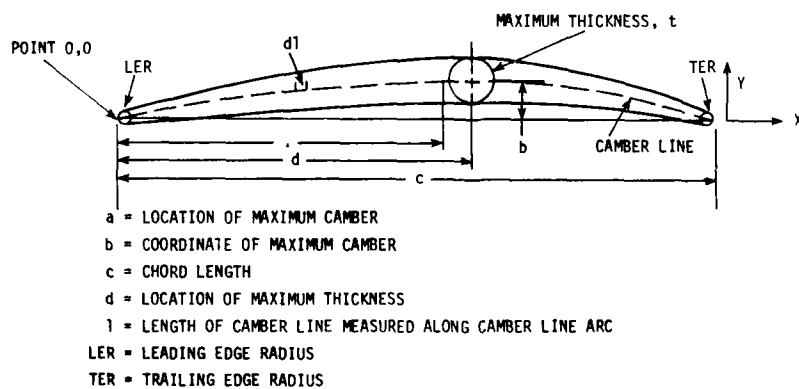 MAXIMUM THICKNESS, t
POINT 0,0
d1
LER
TER
Y
X
b
CAMBER LINE
d
c
a = LOCATION OF MAXIMUM CAMBER
b = COORDINATE OF MAXIMUM CAMBER
c = CHORD LENGTH
d = LOCATION OF MAXIMUM THICKNESS
l = LENGTH OF CAMBER LINE MEASURED ALONG CAMBER LINE ARC
LER = LEADING EDGE RADIUS
TER = TRAILING EDGE RADIUS